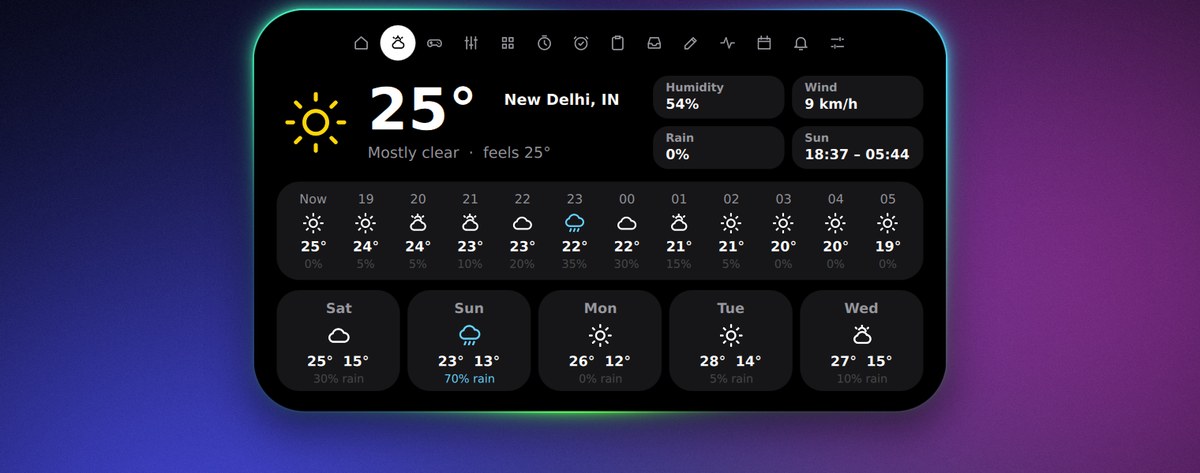 25°
New Delhi, IN
Mostly clear · feels 25°
Humidity
54%
Wind
9 km/h
Rain
0%
Sun
18:37 – 05:44
Now 19 20 21 22 23 00 01 02 03 04 05
25° 24° 24° 23° 23° 22° 22° 21° 21° 20° 20° 19°
0% 5% 5% 10% 20% 35% 30% 15% 5% 0% 0% 0%
Sat Sun Mon Tue Wed
25° 15° 23° 13° 26° 12° 28° 14° 27° 15°
30% rain 70% rain 0% rain 5% rain 10% rain